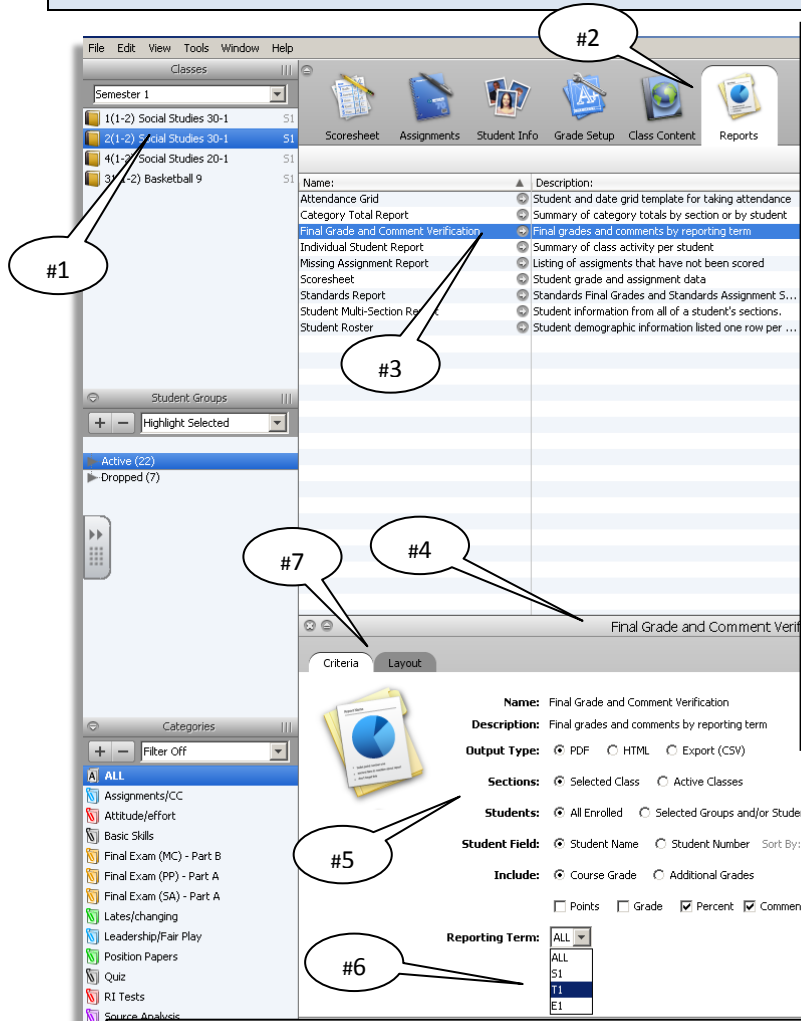 #2
File Edit View Tools Window Help
Classes
Semester 1
1(1-2) Social Studies 30-1 S1
2(1-2) Social Studies 30-1 S1
4(1-2) Social Studies 20-1 S1
(1-2) Basketball 9 S1
#1
Scoresheet Assignments Student Info Grade Setup Class Content Reports
Name: Description:
Attendance Grid Student and date grid template for taking attendance
Category Total Report Summary of category totals by section or by student
Final Grade and Comment Verification Final grades and comments by reporting term
Individual Student Report Summary of class activity per student
Missing Assignment Report Listing of assigments that have not been scored
Scoresheet Student grade and assignment data
Standards Report Standards Final Grades and Standards Assignment S...
Student Multi-Section Report Student information from all of a student's sections.
Student Roster Student demographic information listed one row per ...
#3
Student Groups
+ − Highlight Selected
Active (22)
Dropped (7)
#7
#4
Final Grade and Comment Verif
Criteria Layout
Name: Final Grade and Comment Verification
Description: Final grades and comments by reporting term
Output Type: PDF HTML Export (CSV)
Sections: Selected Class Active Classes
Students: All Enrolled Selected Groups and/or Stude
Student Field: Student Name Student Number Sort By:
Include: Course Grade Additional Grades
Points Grade Percent Commen
Reporting Term: ALL
ALL
S1
T1
E1
#5
#6
Categories
+ − Filter Off
ALL
Assignments/CC
Attitude/effort
Basic Skills
Final Exam (MC) - Part B
Final Exam (PP) - Part A
Final Exam (SA) - Part A
Lates/changing
Leadership/Fair Play
Position Papers
Quiz
RI Tests
Source Analysis